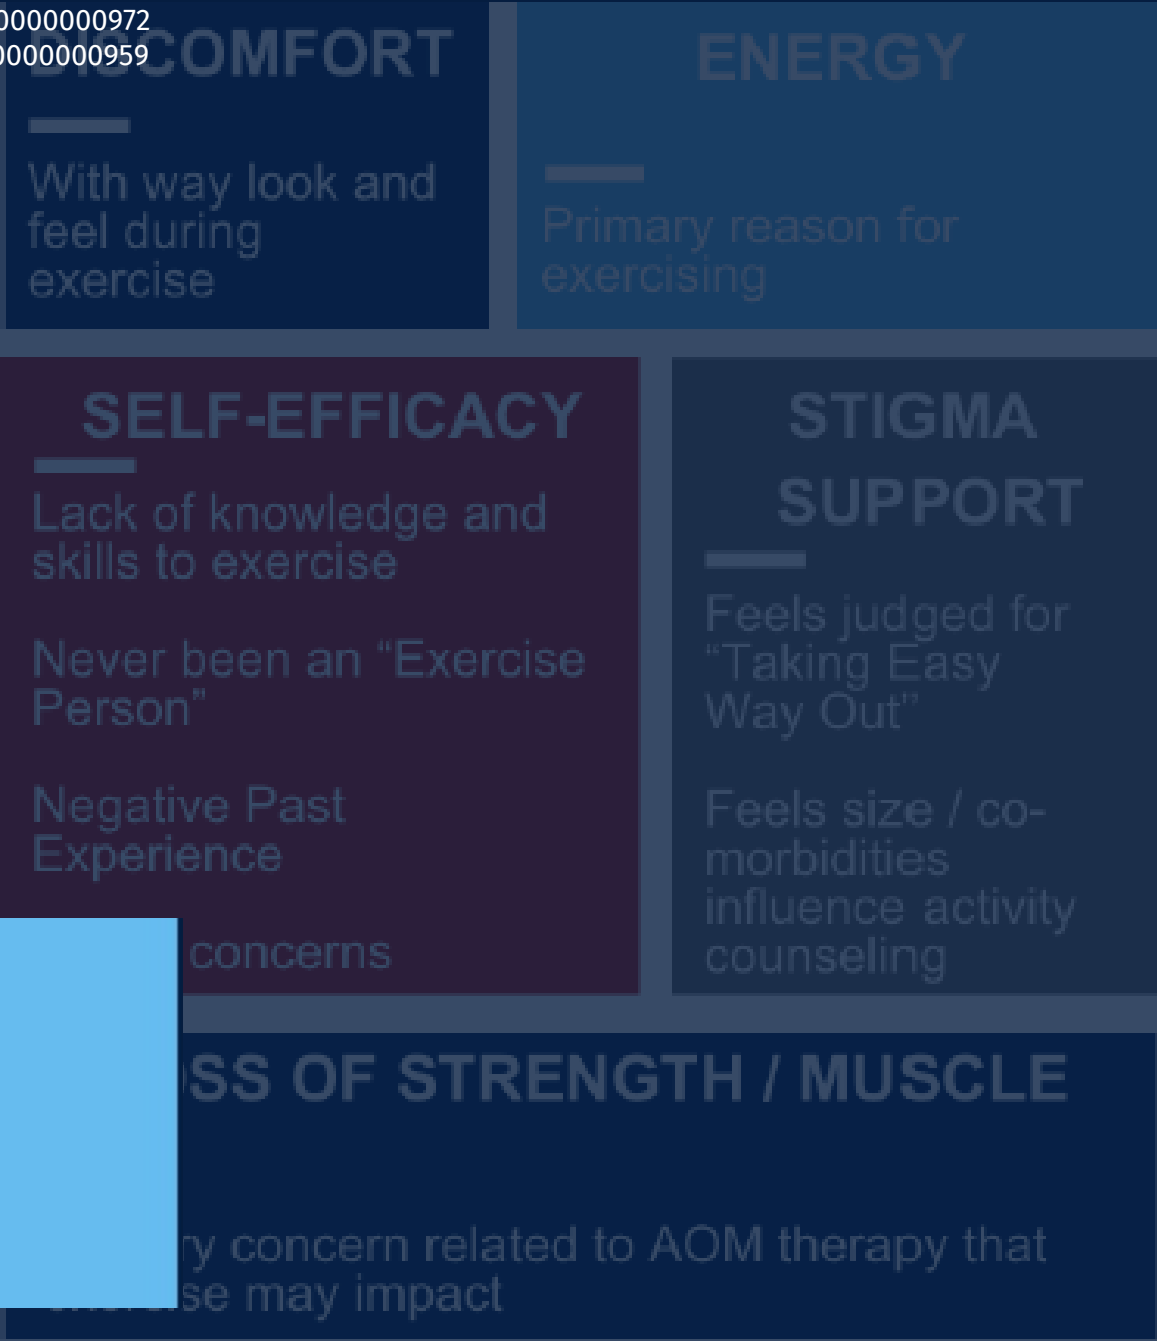 0000000972
0000000959
DISCOMFORT
With way look and
feel during
exercise
ENERGY
Primary reason for
exercising
SELF-EFFICACY
Lack of knowledge and
skills to exercise
Never been an “Exercise
Person”
Negative Past
Experience
concerns
STIGMA
SUPPORT
Feels judged for
“Taking Easy
Way Out”
Feels size / co-
morbidities
influence activity
counseling
OF STRENGTH / MUSCLE
concern related to AOM therapy that
may impact